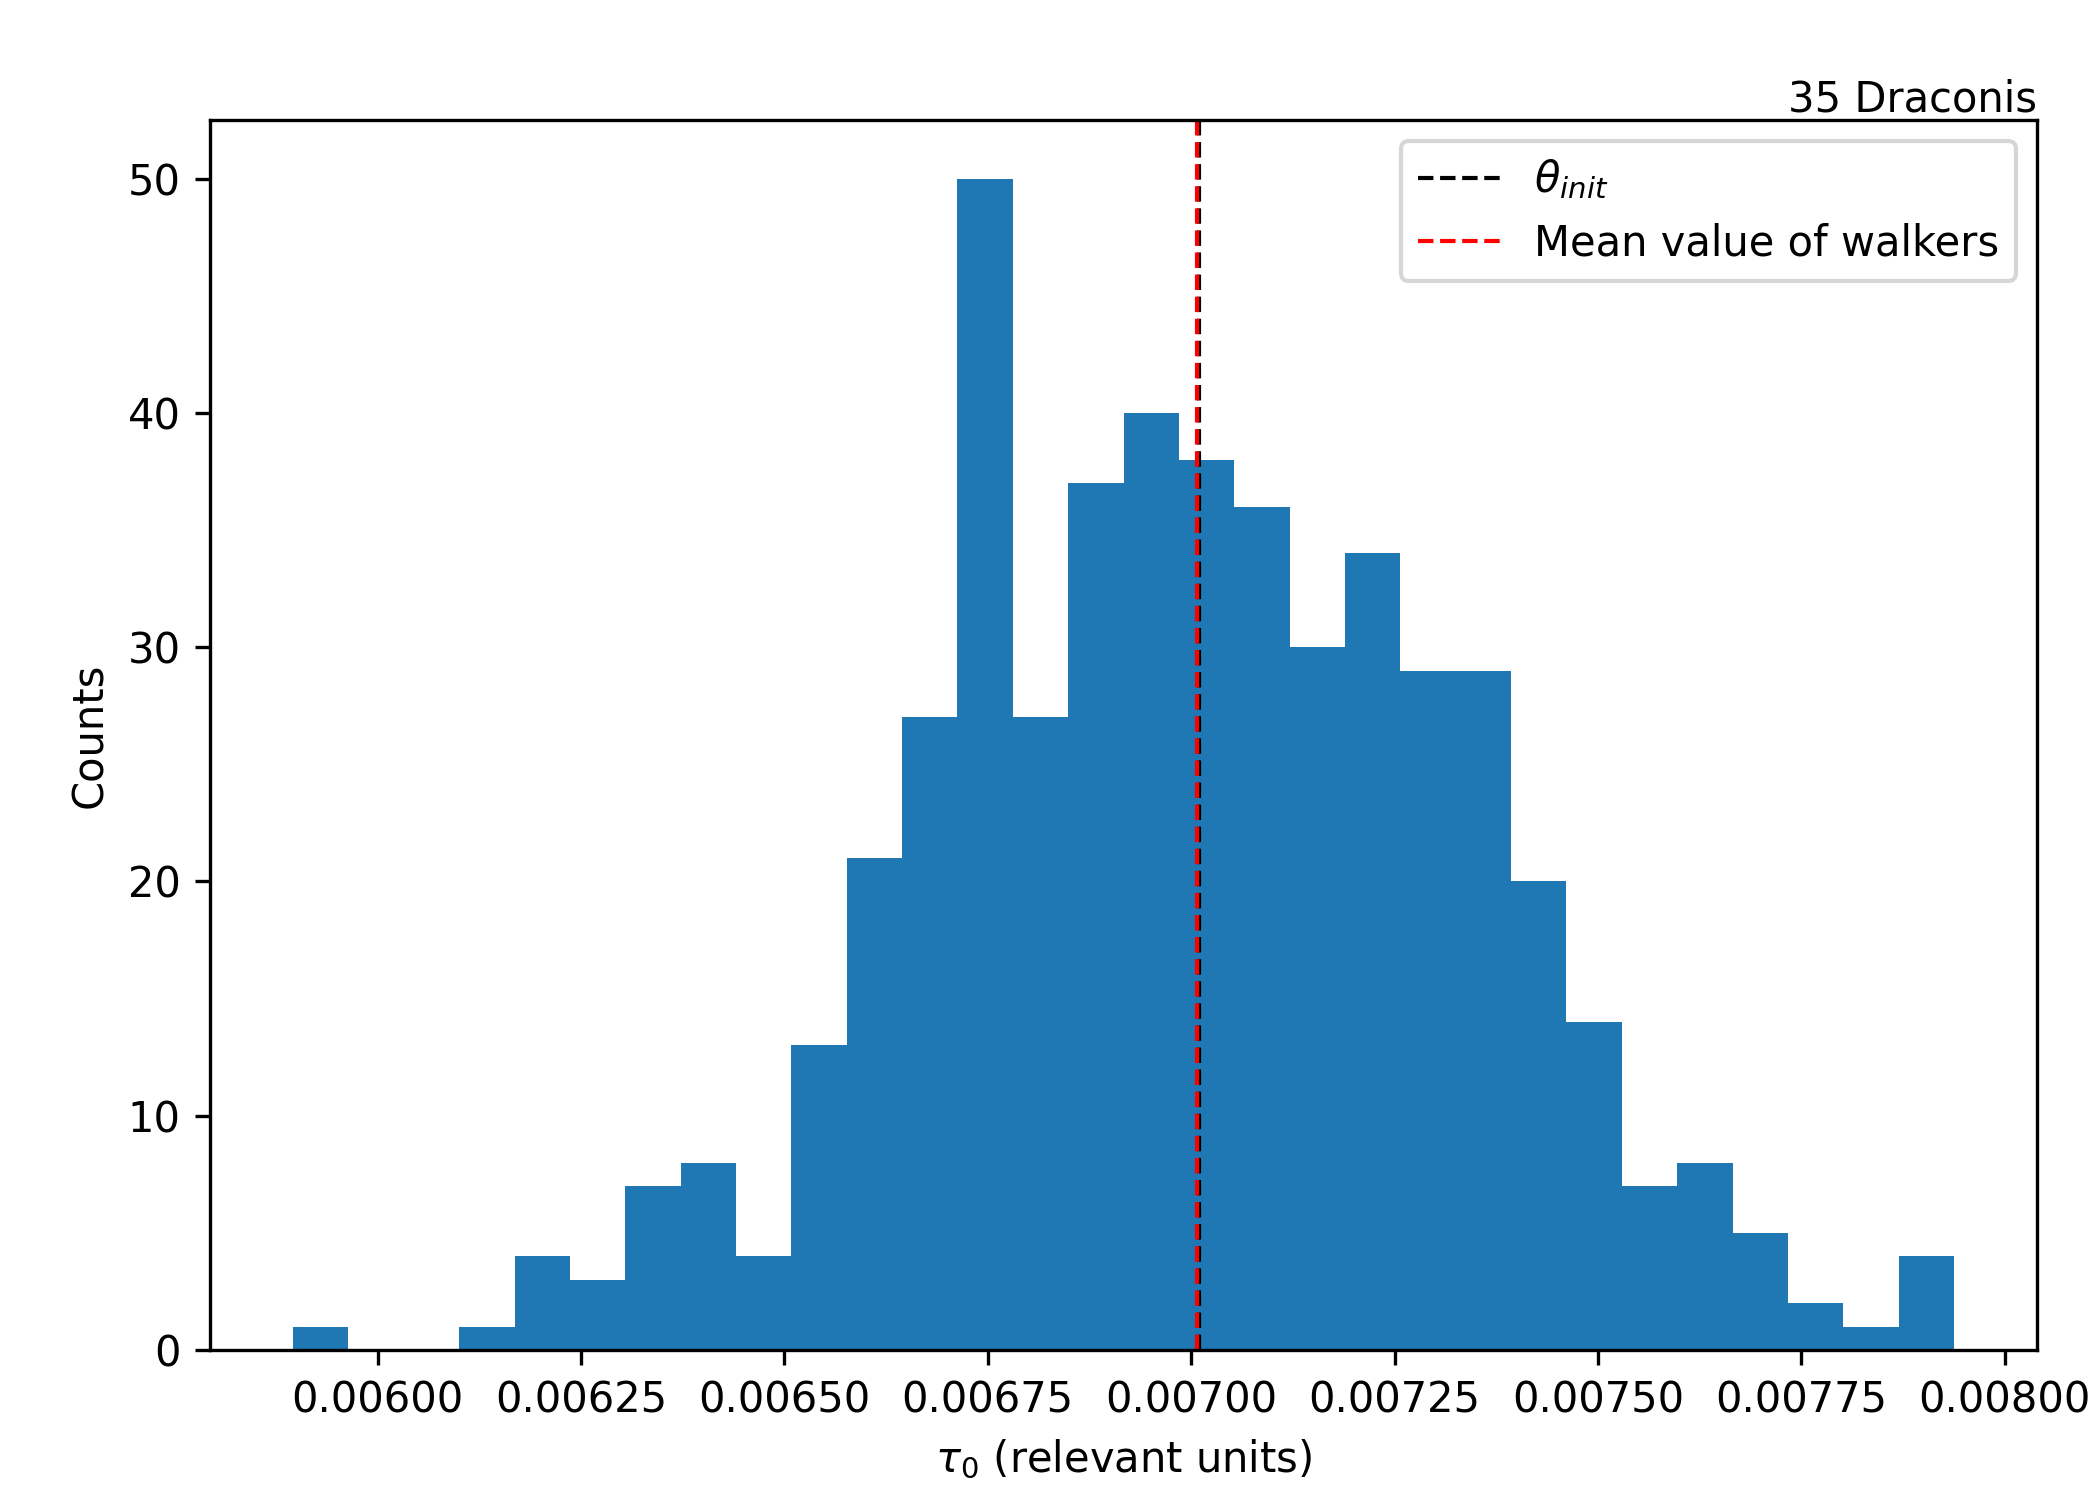 35 Draconis
θinit
Mean value of walkers
50
40
30
20
10
0
Counts
0.00600 0.00625 0.00650 0.00675 0.00700 0.00725 0.00750 0.00775 0.00800
τ0 (relevant units)